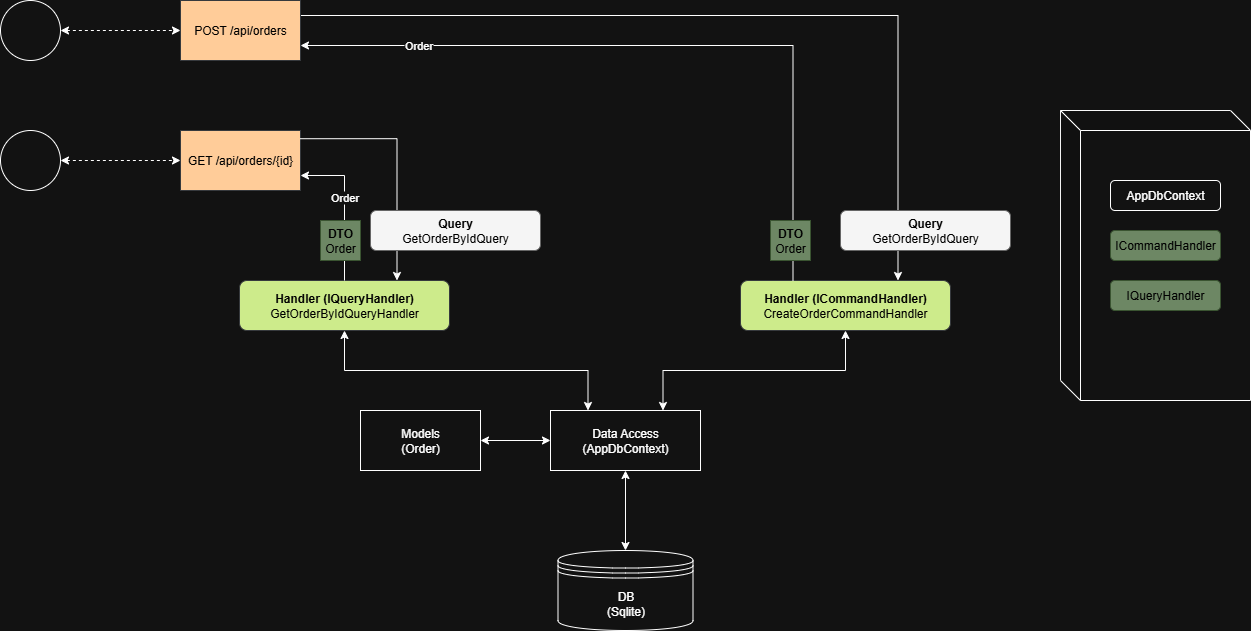 POST /api/orders
Order
GET /api/orders/{id}
Order
DTO
Order
Query
GetOrderByIdQuery
DTO
Order
Query
GetOrderByIdQuery
AppDbContext
ICommandHandler
IQueryHandler
Handler (IQueryHandler)
GetOrderByIdQueryHandler
Handler (ICommandHandler)
CreateOrderCommandHandler
Models
(Order)
Data Access
(AppDbContext)
DB
(Sqlite)